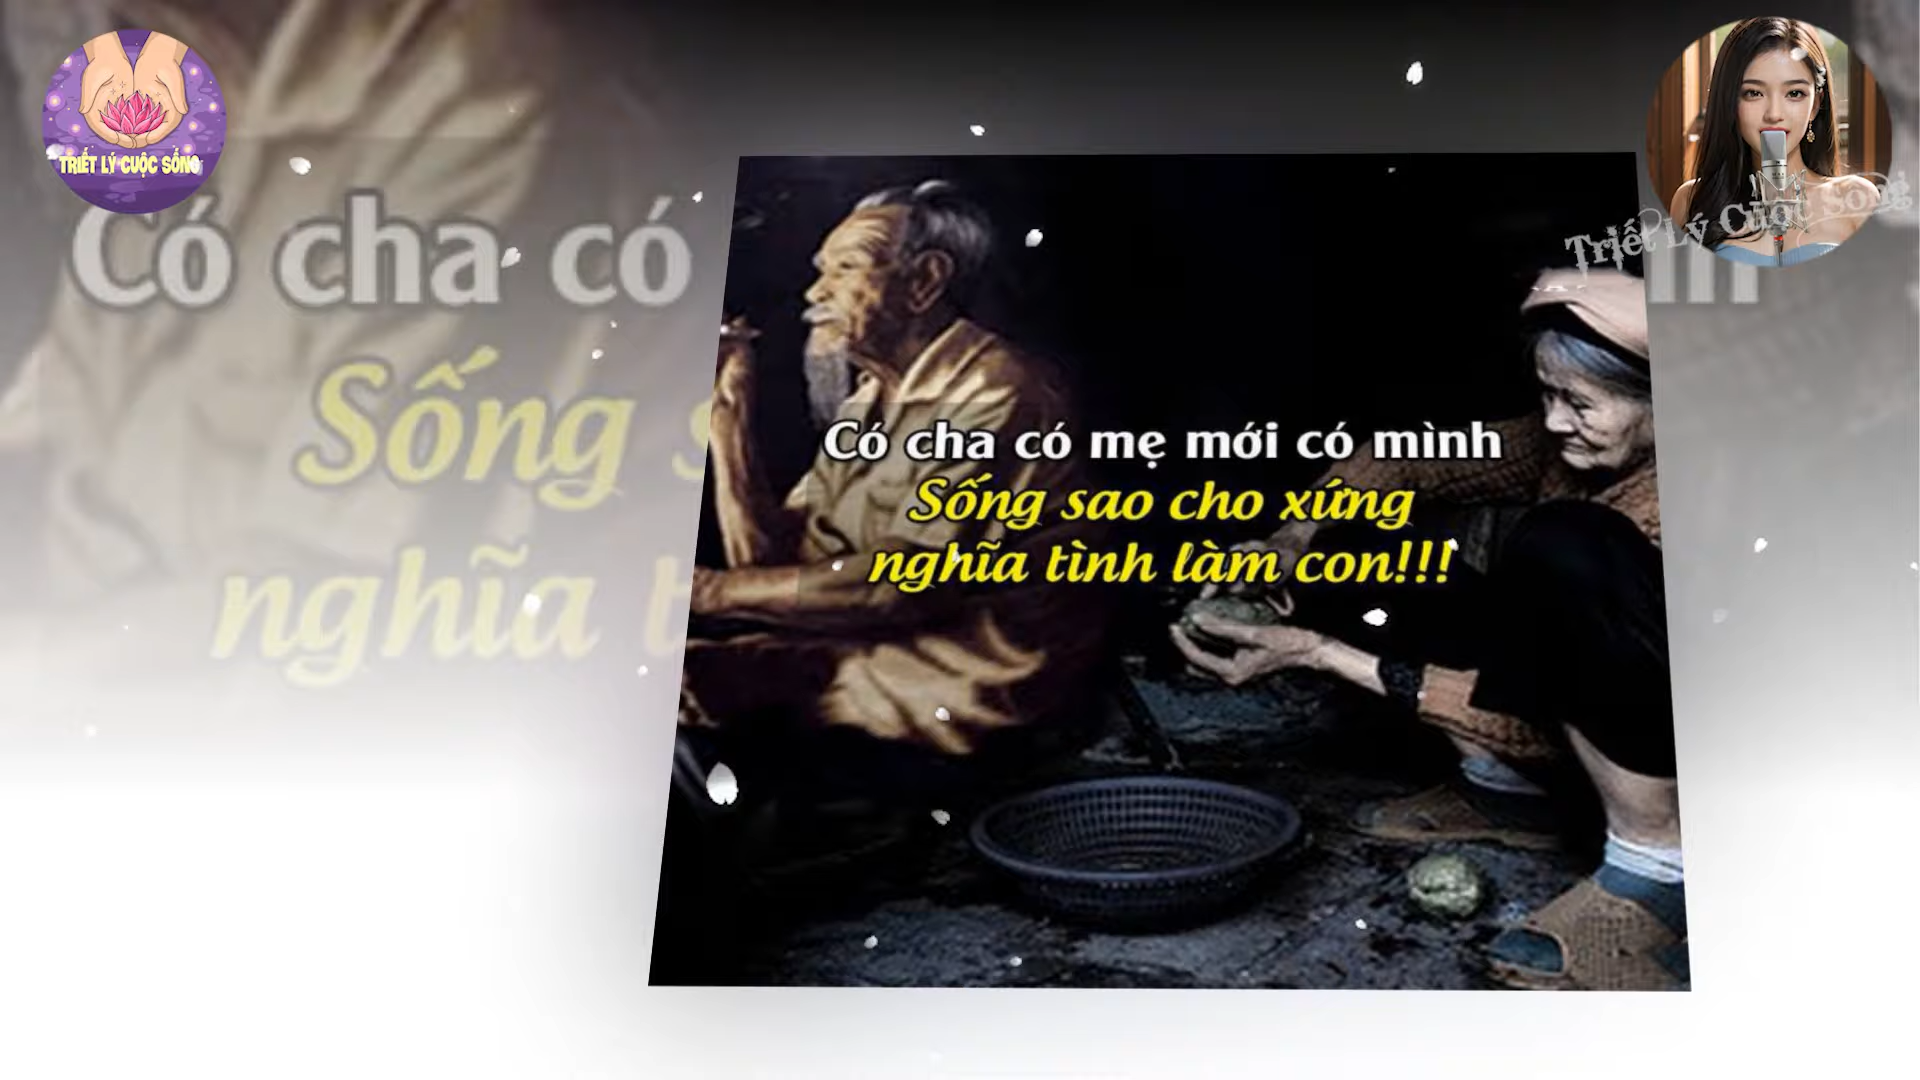 TRIẾT LÝ CUỘC SỐNG
Triết Lý Cuộc Sống
Có cha có
Sống
nghĩa
Có cha có mẹ mới có mình
Sống sao cho xứng
nghĩa tình làm con!!!